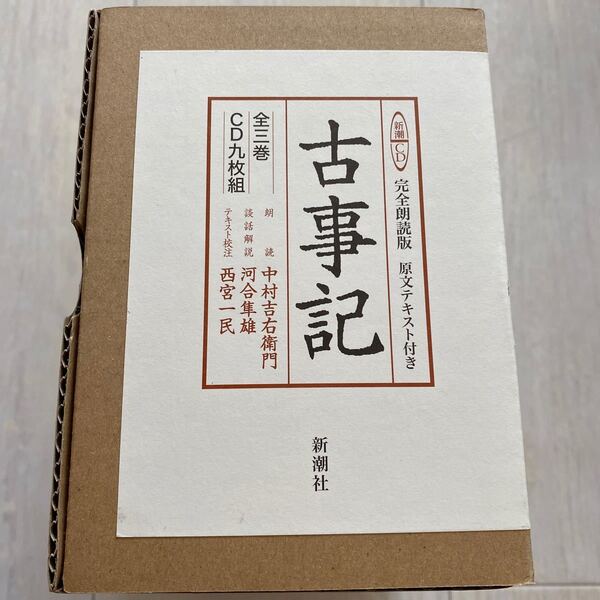 新潮CD
完全朗読版 原文テキスト付き
古事記
全三巻
CD九枚組
朗読 中村吉右衛門
談話解説 河合隼雄
テキスト校注 西宮一民
新潮社